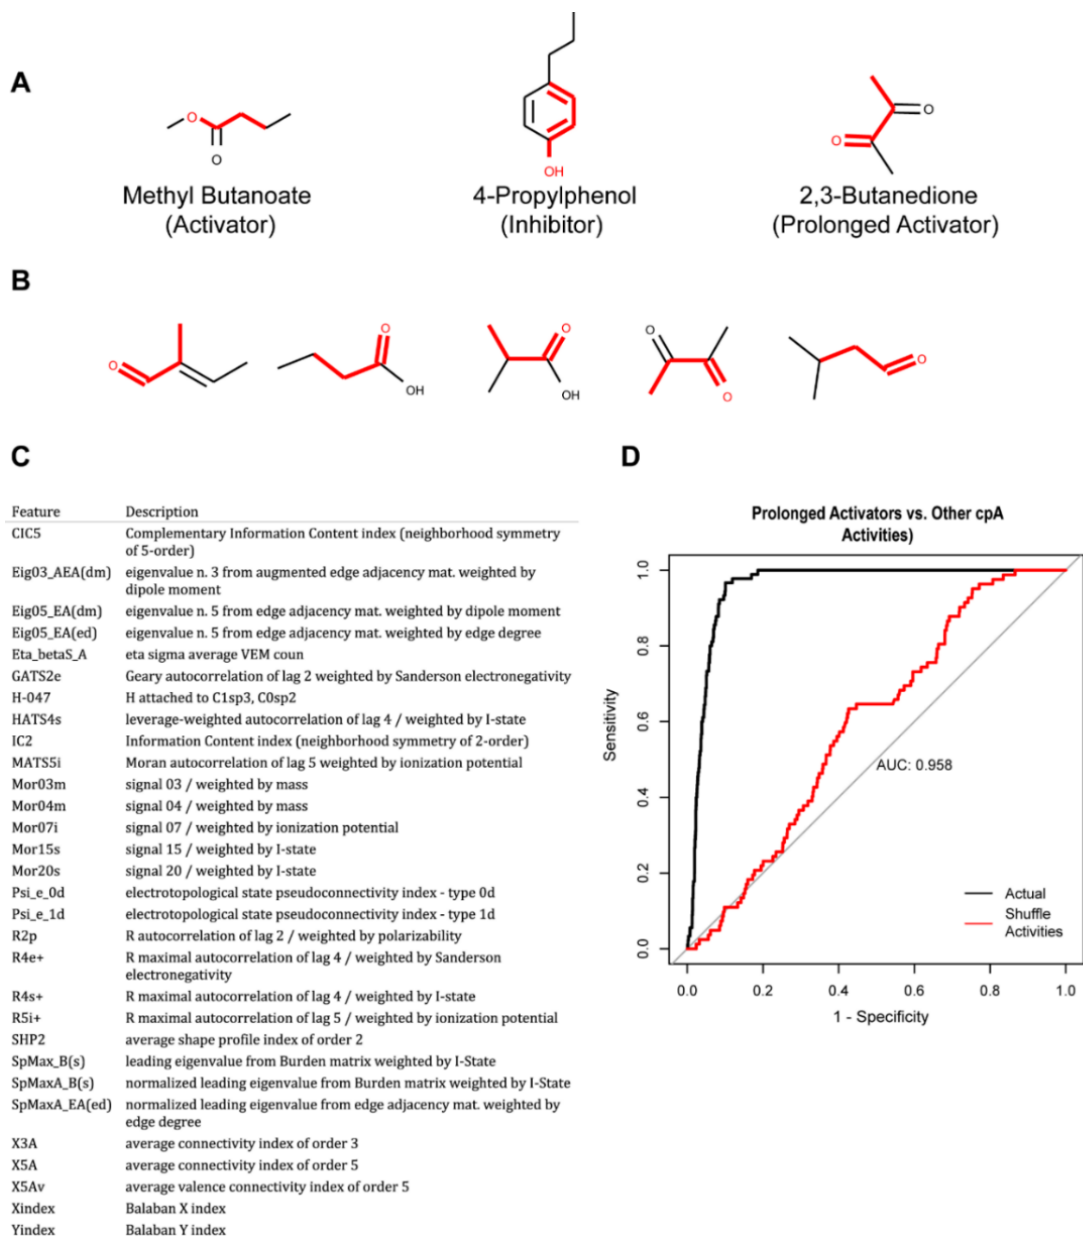 A
O
O
Methyl Butanoate
(Activator)
OH
4-Propylphenol
(Inhibitor)
O
O
2,3-Butanedione
(Prolonged Activator)
B
O
O
OH
O
OH
O
O
O
C
Feature Description
CIC5 Complementary Information Content index (neighborhood symmetry
of 5-order)
Eig03_AEA(dm) eigenvalue n. 3 from augmented edge adjacency mat. weighted by
dipole moment
Eig05_EA(dm) eigenvalue n. 5 from edge adjacency mat. weighted by dipole moment
Eig05_EA(ed) eigenvalue n. 5 from edge adjacency mat. weighted by edge degree
Eta_betaS_A eta sigma average VEM coun
GATS2e Geary autocorrelation of lag 2 weighted by Sanderson electronegativity
H-047 H attached to C1sp3, C0sp2
HATS4s leverage-weighted autocorrelation of lag 4 / weighted by I-state
IC2 Information Content index (neighborhood symmetry of 2-order)
MATS5i Moran autocorrelation of lag 5 weighted by ionization potential
Mor03m signal 03 / weighted by mass
Mor04m signal 04 / weighted by mass
Mor07i signal 07 / weighted by ionization potential
Mor15s signal 15 / weighted by I-state
Mor20s signal 20 / weighted by I-state
Psi_e_0d electrotopological state pseudoconnectivity index - type 0d
Psi_e_1d electrotopological state pseudoconnectivity index - type 1d
R2p R autocorrelation of lag 2 / weighted by polarizability
R4e+ R maximal autocorrelation of lag 4 / weighted by Sanderson
electronegativity
R4s+ R maximal autocorrelation of lag 4 / weighted by I-state
R5i+ R maximal autocorrelation of lag 5 / weighted by ionization potential
SHP2 average shape profile index of order 2
SpMax_B(s) leading eigenvalue from Burden matrix weighted by I-State
SpMaxA_B(s) normalized leading eigenvalue from Burden matrix weighted by I-State
SpMaxA_EA(ed) normalized leading eigenvalue from edge adjacency mat. weighted by
edge degree
X3A average connectivity index of order 3
X5A average connectivity index of order 5
X5Av average valence connectivity index of order 5
Xindex Balaban X index
Yindex Balaban Y index
D
Prolonged Activators vs. Other cpA
Activities)
Sensitivity
1.0
0.8
0.6
0.4
0.2
0.0
AUC: 0.958
Actual
Shuffle
Activities
0.0 0.2 0.4 0.6 0.8 1.0
1 - Specificity